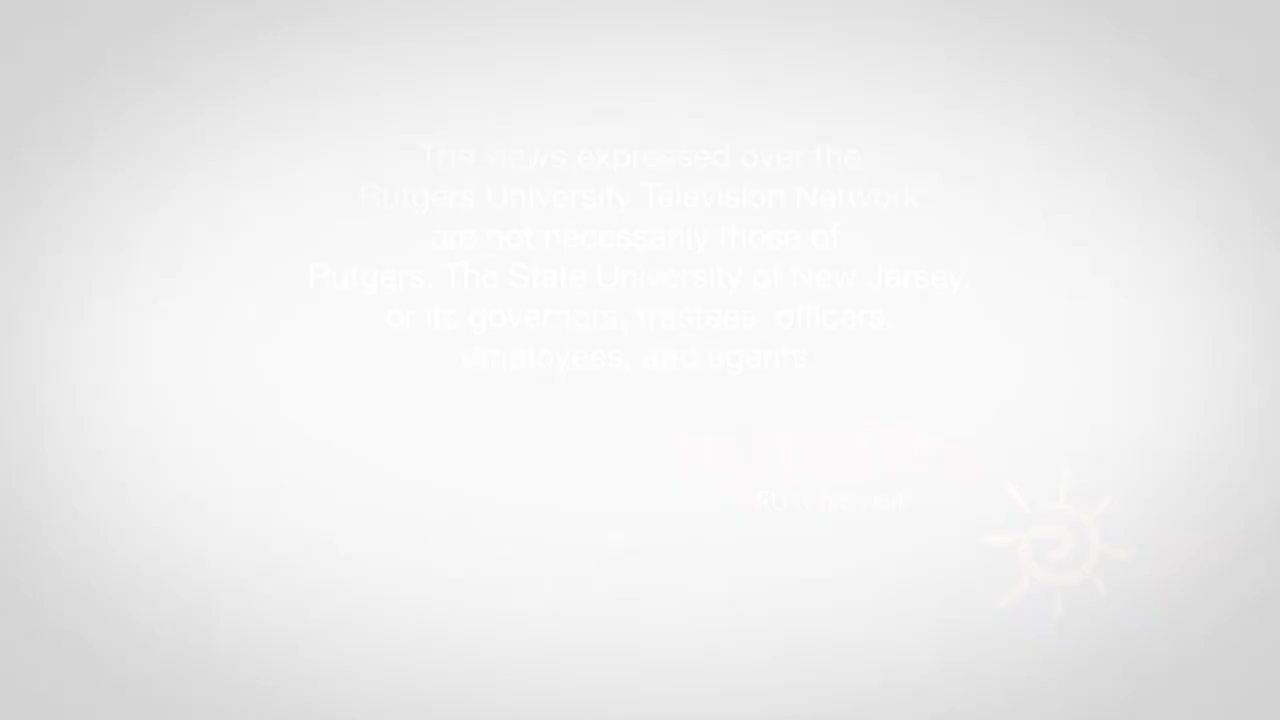 The views expressed over the
Rutgers University Television Network
are not necessarily those of
Rutgers, The State University of New Jersey,
or its governors, trustees, officers,
employees, and agents.